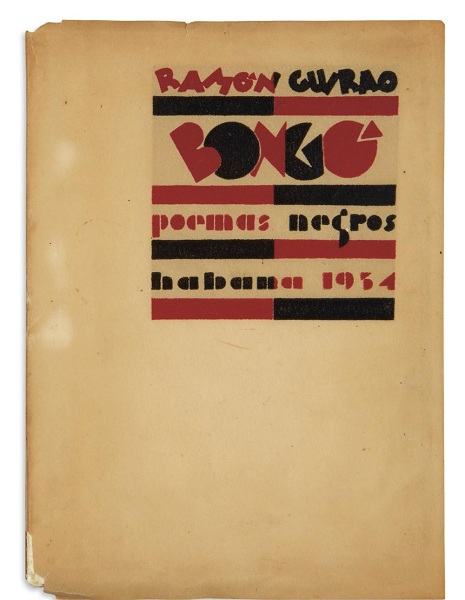 RAMÓN GUIRAO
BONGÓ
poemas negros
habana 1934